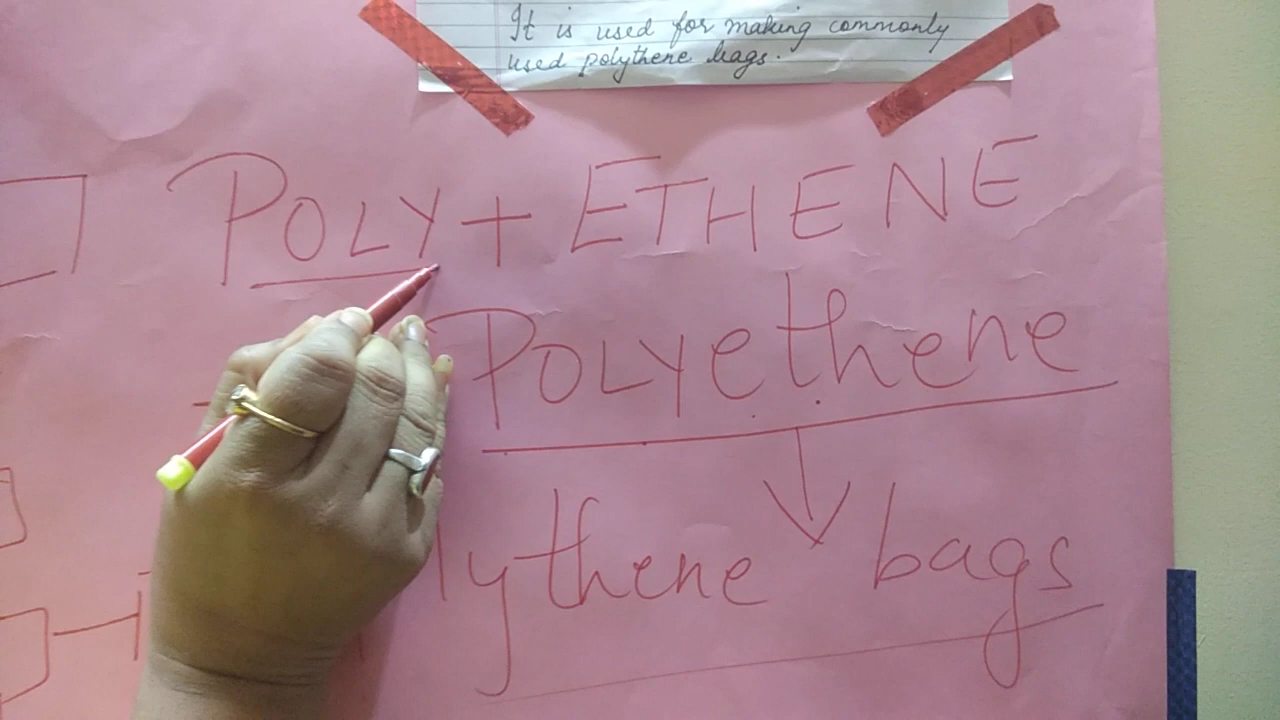 It is used for making commonly
used polythene bags.
POLY + ETHENE
Polyethene
lythene bags